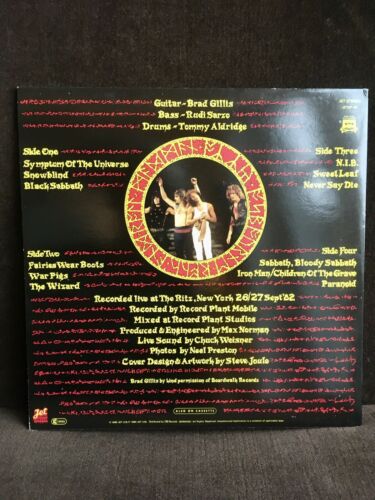 Guitar - Brad Gillis
Bass - Rudi Sarzo
Drums - Tommy Aldridge
Side One
Symptom Of The Universe
Snowblind
Black Sabbath
Side Three
N.I.B.
Sweet Leaf
Never Say Die
Side Two
Fairies Wear Boots
War Pigs
The Wizard
Side Four
Sabbath, Bloody Sabbath
Iron Man/Children Of The Grave
Paranoid
Recorded live at The Ritz, New York 26/27 Sept '82
Recorded by Record Plant Mobile
Mixed at Record Plant Studios
Produced & Engineered by Max Norman
Live Sound by Chuck Weisner
Photos by Neal Preston
Cover Design & Artwork by Steve Joule
Brad Gillis by kind permission of Boardwalk Records
Jet
ALSO ON CASSETTE